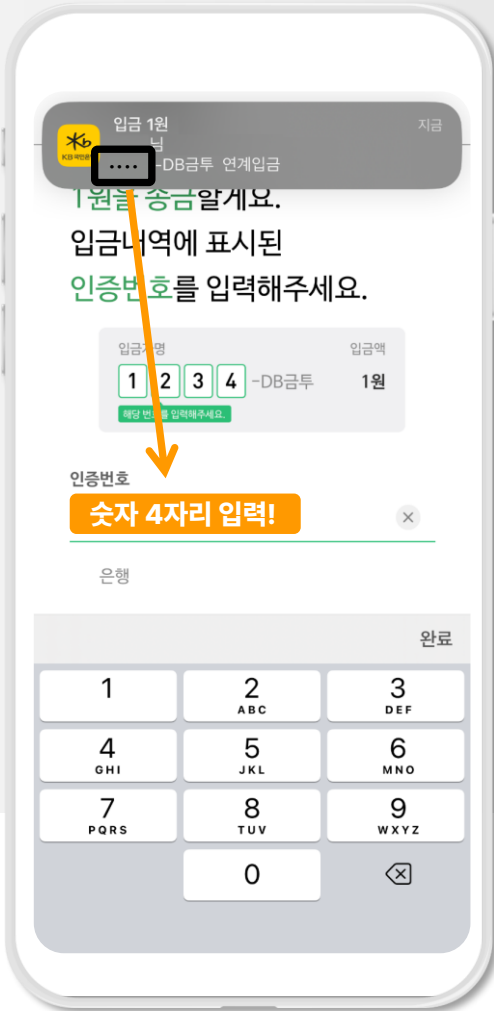 입금 1원
지금
님
KB 국민은행
....-DB금투 연계입금
1원을 송금할게요.
입금내역에 표시된
인증번호를 입력해주세요.
입금자명
입금액
1 2 3 4 -DB금투
1원
해당 번호를 입력해주세요.
인증번호
숫자 4자리 입력!
은행
완료
1
2
ABC
3
DEF
4
GHI
5
JKL
6
MNO
7
PQRS
8
TUV
9
WXYZ
0